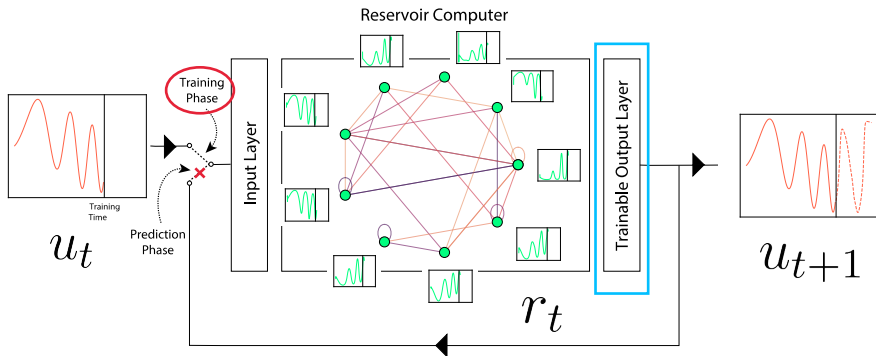 Reservoir Computer
Training
Phase
Input Layer
Trainable Output Layer
Training
Time
Prediction
Phase
u_t
r_t
u_{t+1}